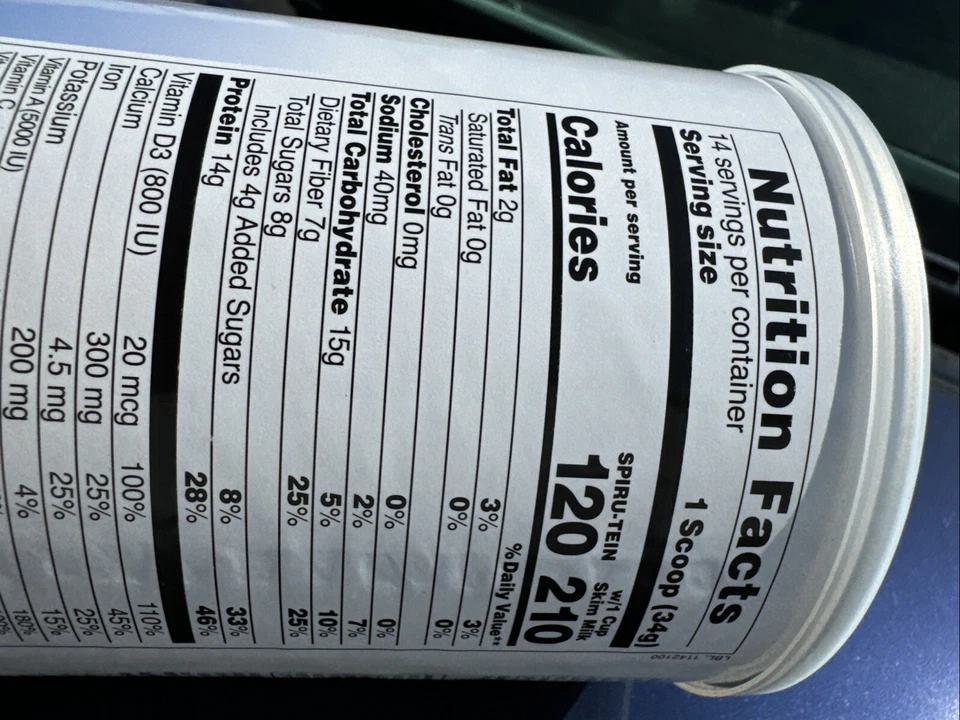 Nutrition Facts
14 servings per container
Serving size 1 Scoop (34g)
Amount per serving SPIRU-TEIN w/1 Cup Skim Milk
Calories 120 210
% Daily Value**
Total Fat 2g 3% 3%
Saturated Fat 0g 0% 0%
Trans Fat 0g
Cholesterol 0mg 0% 0%
Sodium 40mg 2% 7%
Total Carbohydrate 15g 5% 10%
Dietary Fiber 7g 25% 25%
Total Sugars 8g
Includes 4g Added Sugars 8% 33%
Protein 14g 28% 46%
Vitamin D3 (800 IU) 20 mcg 100% 110%
Calcium 300 mg 25% 45%
Iron 4.5 mg 25% 25%
Potassium 200 mg 4% 15%
Vitamin A (5000 IU) 180%
Vitamin C
LBL 1142100